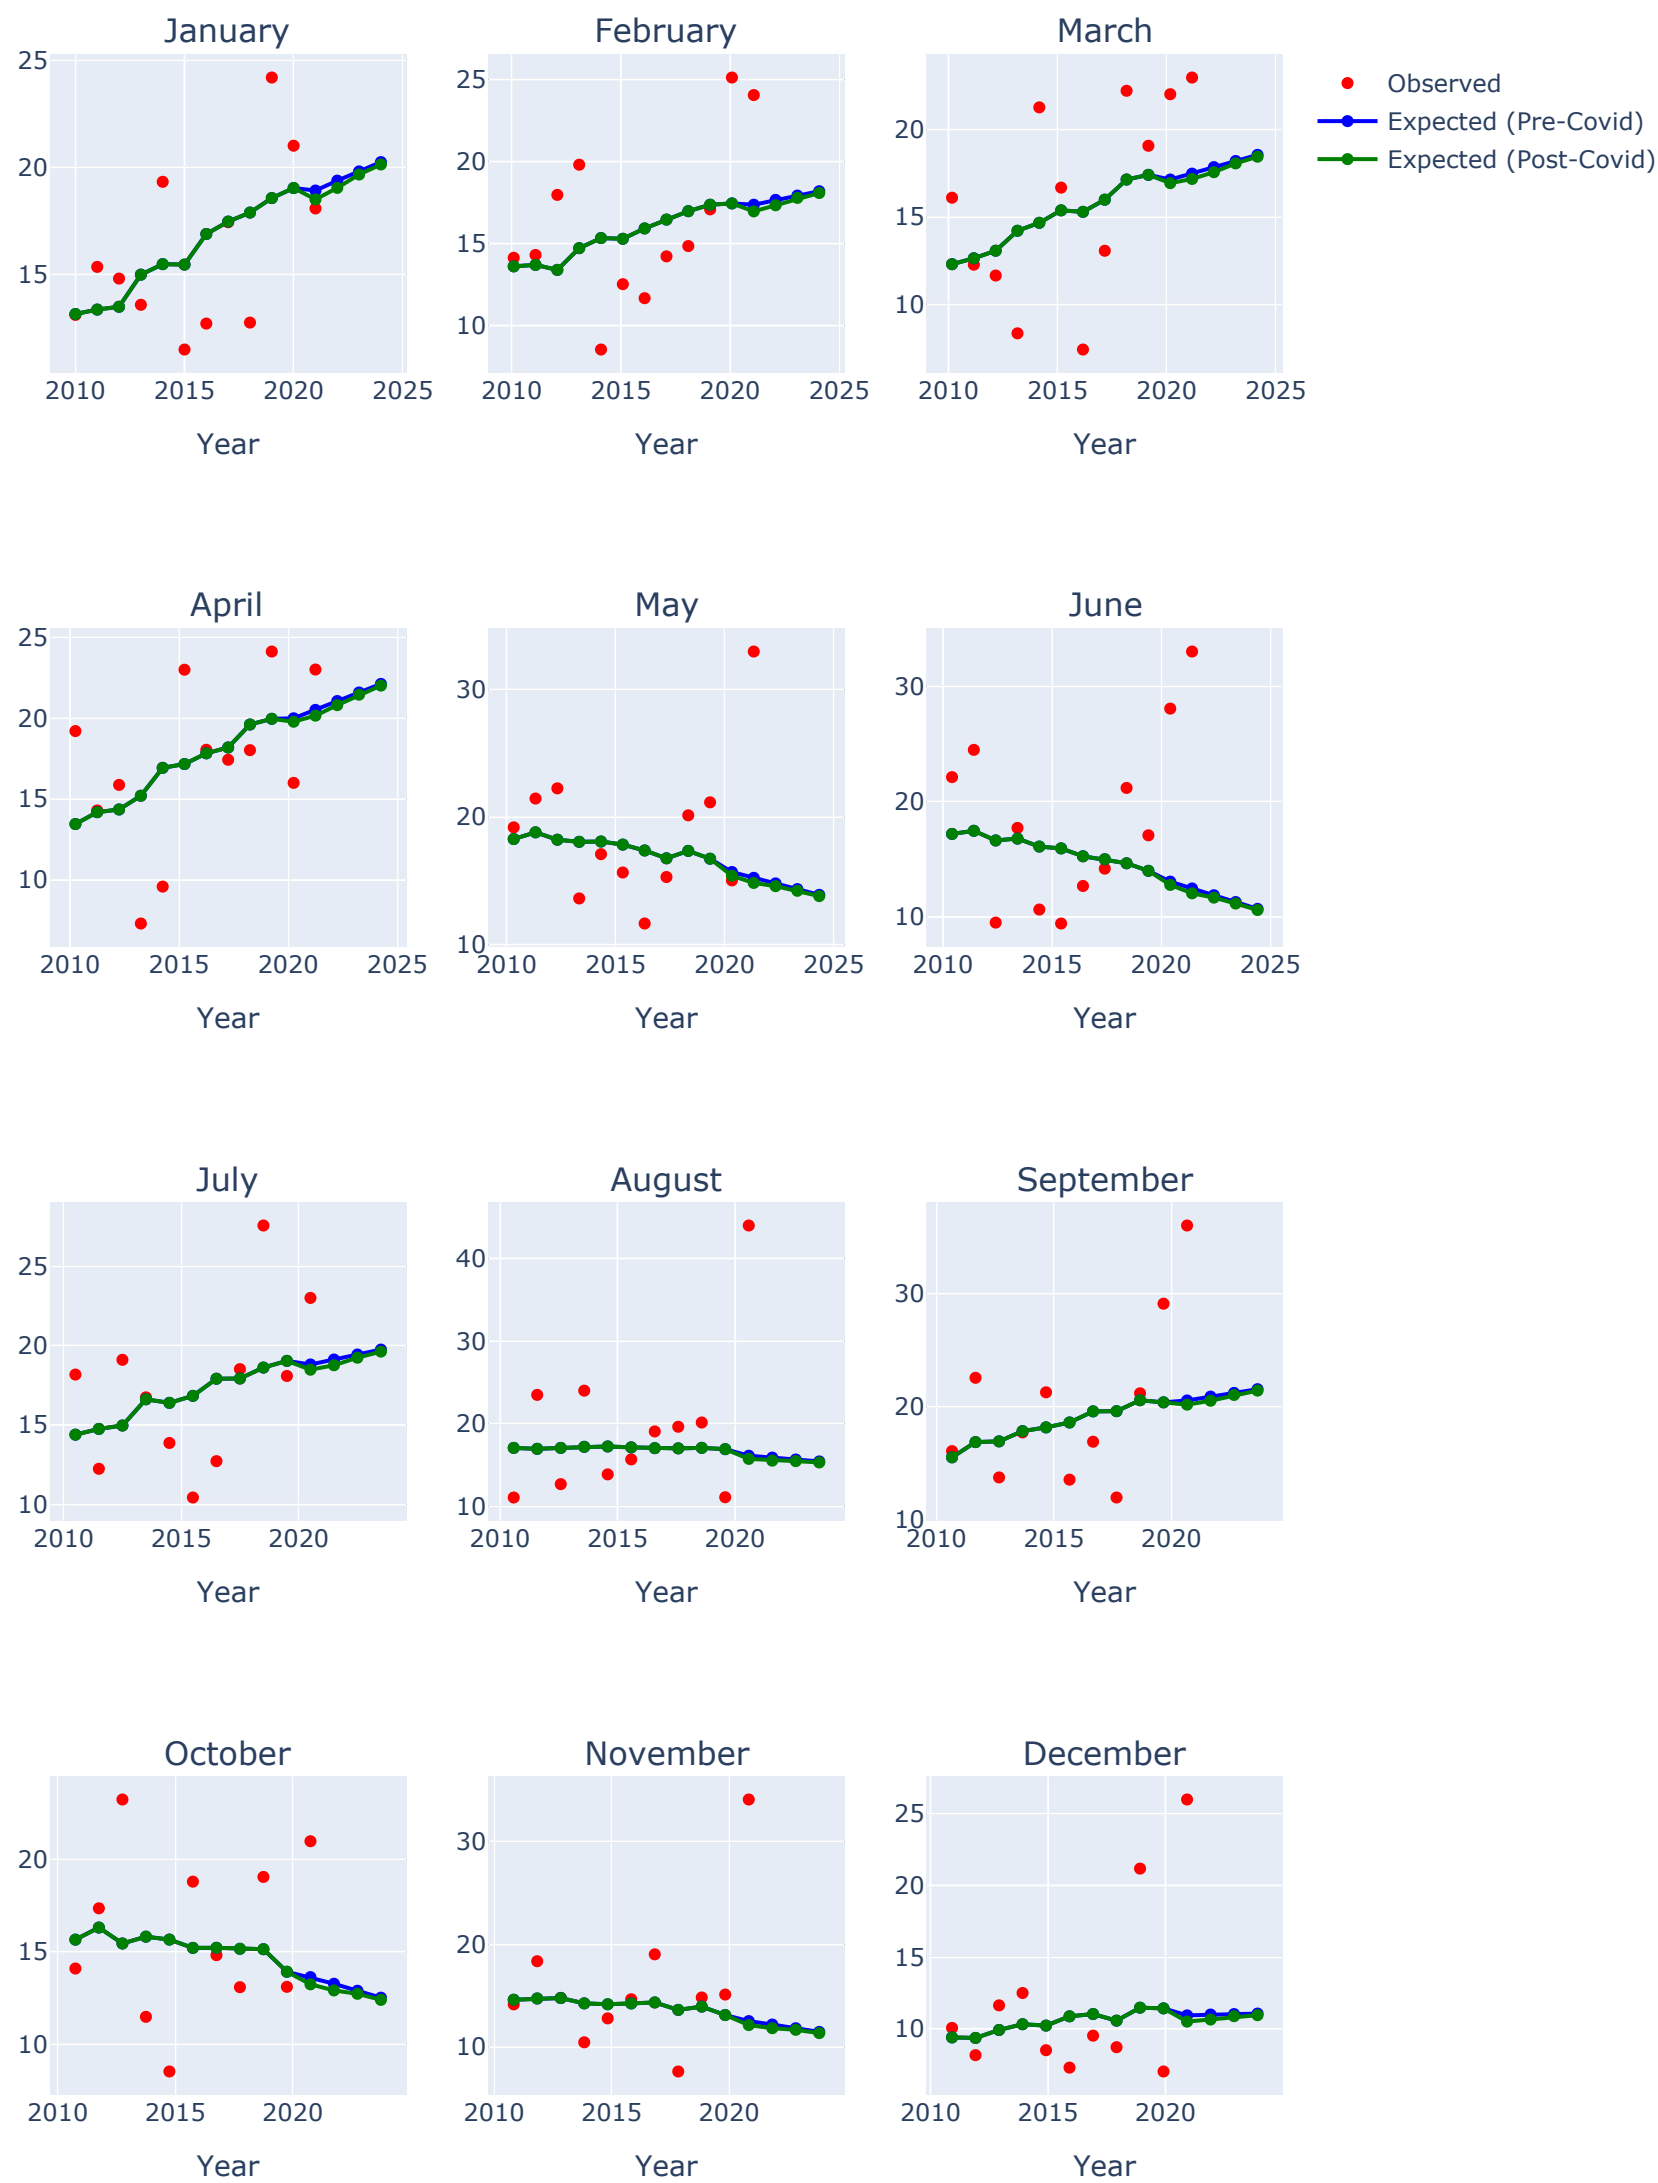 January February March
25
20
15
2010 2015 2020 2025
Year
25
20
15
10
2010 2015 2020 2025
Year
20
15
10
2010 2015 2020 2025
Year
Observed
Expected (Pre-Covid)
Expected (Post-Covid)
April May June
25
20
15
10
2010 2015 2020 2025
Year
30
20
10
2010 2015 2020 2025
Year
30
20
10
2010 2015 2020 2025
Year
July August September
25
20
15
10
2010 2015 2020
Year
40
30
20
10
2010 2015 2020
Year
30
20
10
2010 2015 2020
Year
October November December
20
15
10
2010 2015 2020
Year
30
20
10
2010 2015 2020
Year
25
20
15
10
2010 2015 2020
Year